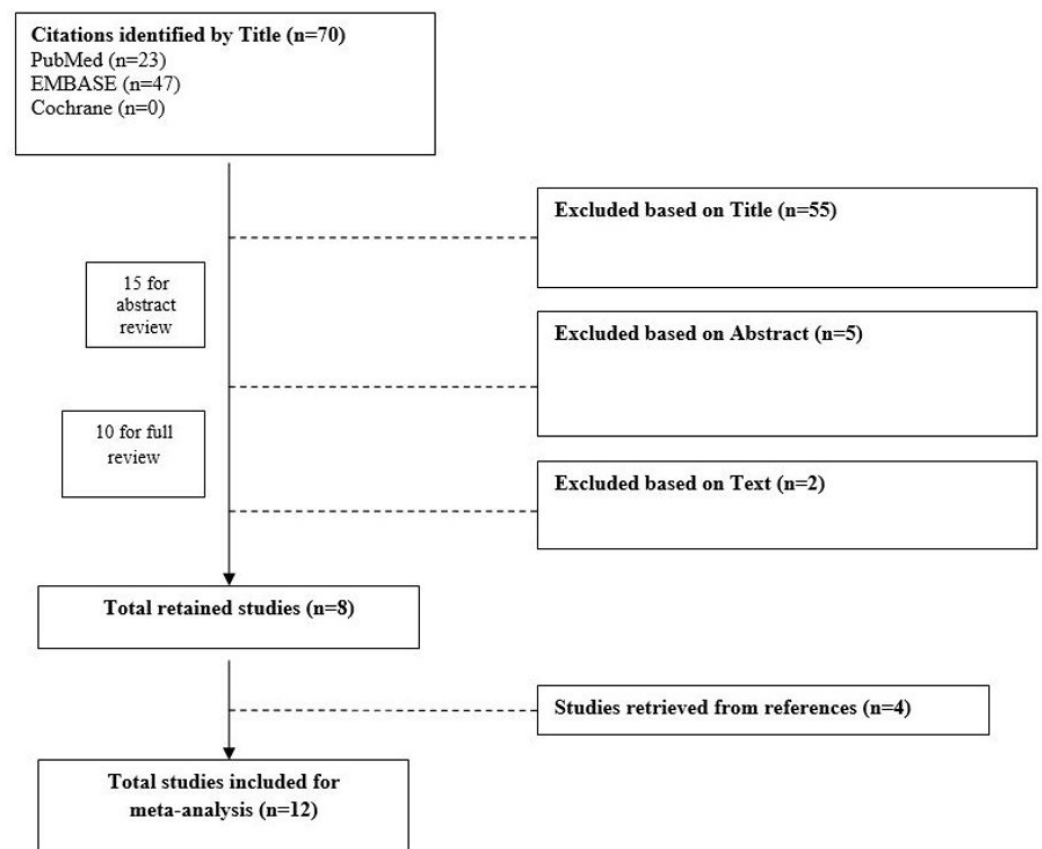 Citations identified by Title (n=70)
PubMed (n=23)
EMBASE (n=47)
Cochrane (n=0)
Excluded based on Title (n=55)
15 for
abstract
review
Excluded based on Abstract (n=5)
10 for full
review
Excluded based on Text (n=2)
Total retained studies (n=8)
Studies retrieved from references (n=4)
Total studies included for
meta-analysis (n=12)